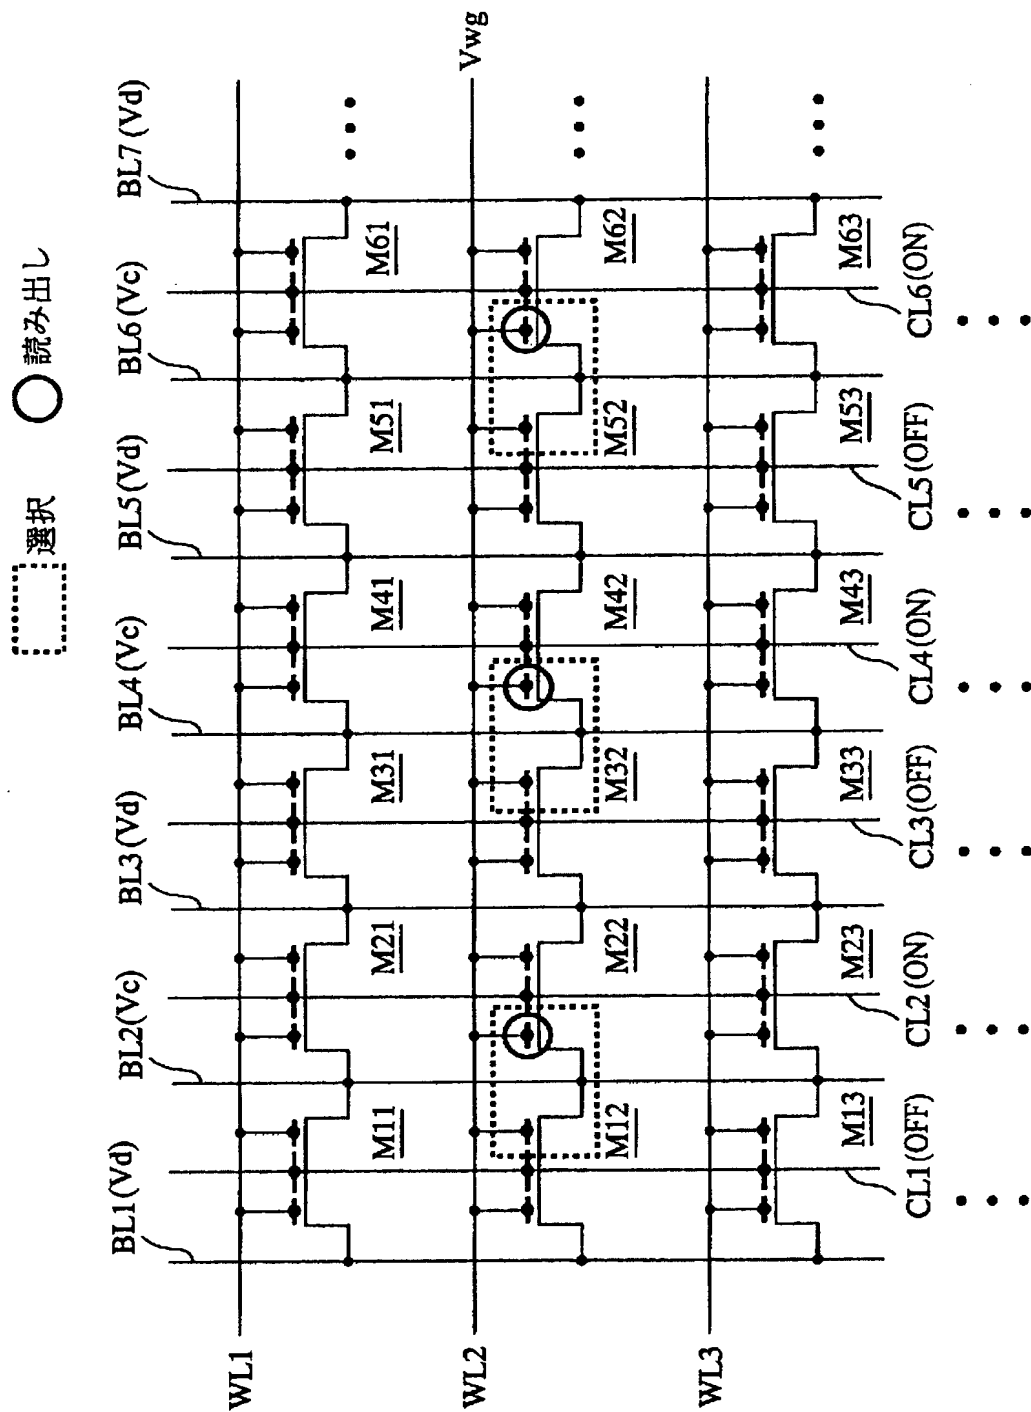 選択
読み出し
BL1(Vd)
BL2(Vc)
BL3(Vd)
BL4(Vc)
BL5(Vd)
BL6(Vc)
BL7(Vd)
WL1
M11
M21
M31
M41
M51
M61
WL2
Vwg
M12
M22
M32
M42
M52
M62
WL3
M13
M23
M33
M43
M53
M63
CL1(OFF)
CL2(ON)
CL3(OFF)
CL4(ON)
CL5(OFF)
CL6(ON)